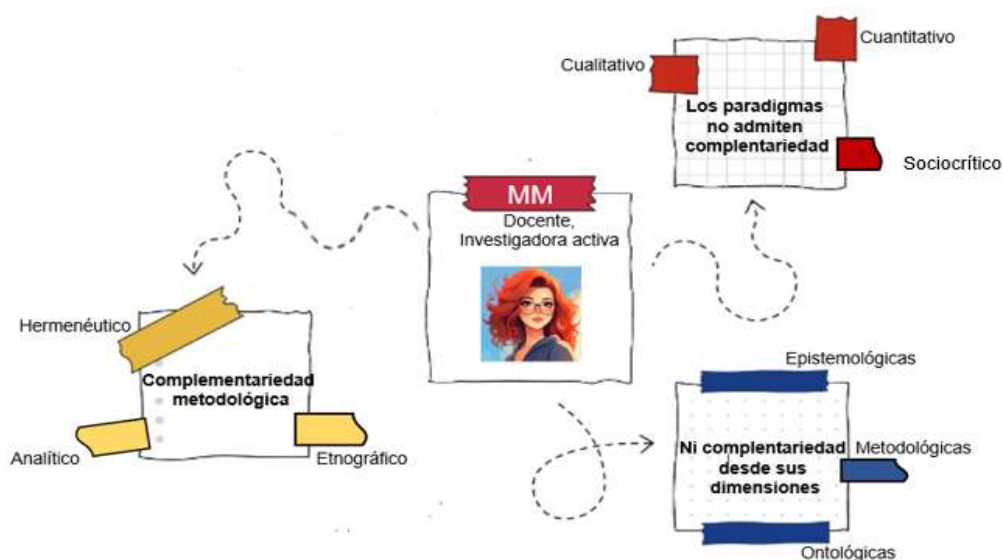 Cuantitativo
Cualitativo
Los paradigmas
no admiten
complentariedad
Sociocrítico
MM
Docente,
Investigadora activa
Hermenéutico
Complementariedad
metodológica
Analítico
Etnográfico
Epistemológicas
Ni complentariedad
desde sus
dimensiones
Metodológicas
Ontológicas